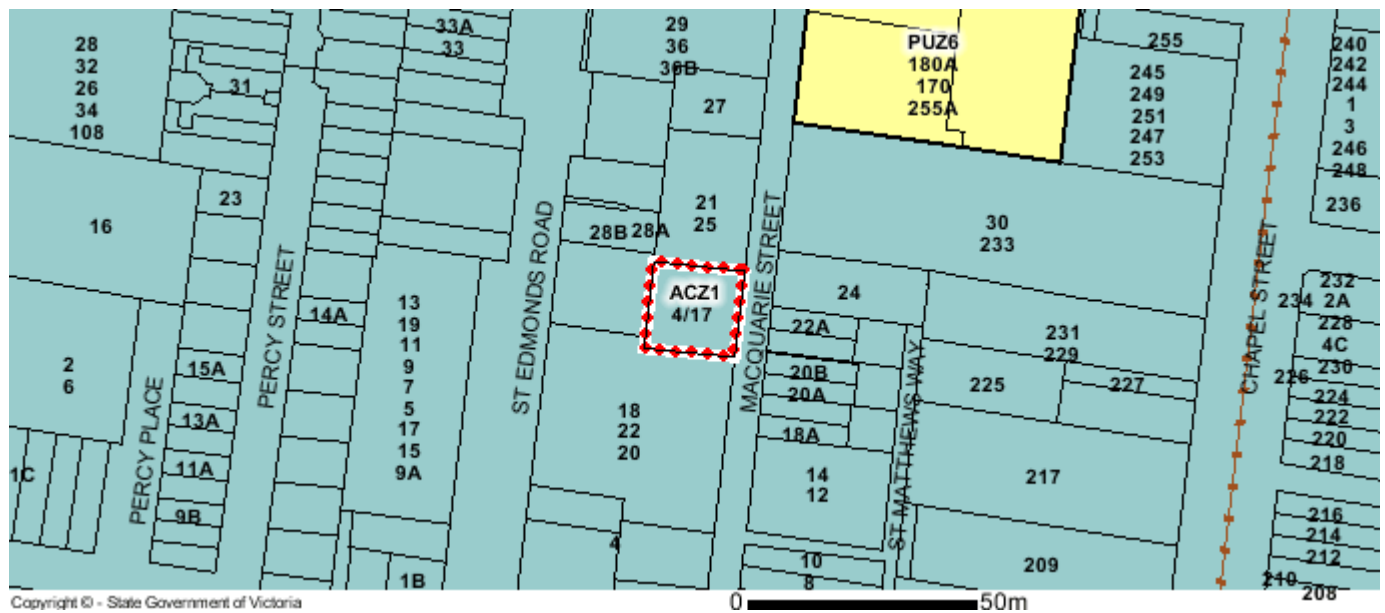 28
32
26
34
108
31
33A
33
29
36
36B
27
PUZ6
180A
170
255A
255
245
249
251
247
253
240
242
244
1
3
246
248
236
16
23
21
25
28B
28A
30
233
ST EDMONDS ROAD
MACQUARIE STREET
PERCY STREET
CHAPEL STREET
ACZ1
4/17
24
22A
20B
20A
18A
14A
13
19
11
9
7
5
17
15
9A
231
229
225
227
232
234
2A
228
4C
230
226
224
222
220
218
2
6
15A
13A
11A
9B
1C
PERCY PLACE
18
22
20
ST MATTHEWS WAY
14
12
217
216
214
212
210
208
4
10
8
209
1B
Copyright © - State Government of Victoria
0
50m